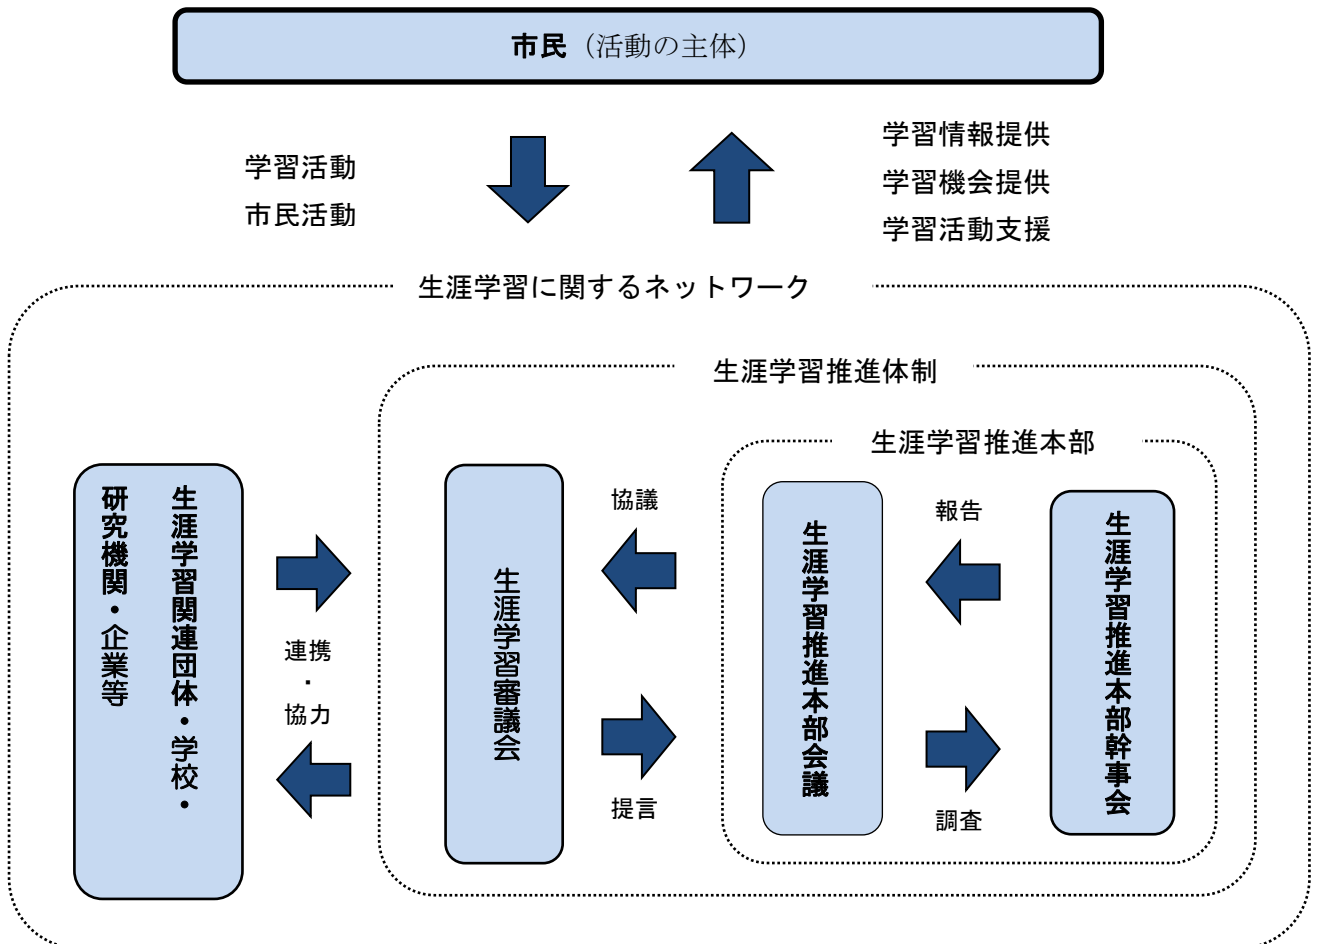 市民（活動の主体）
学習活動
市民活動
学習情報提供
学習機会提供
学習活動支援
生涯学習に関するネットワーク
生涯学習推進体制
生涯学習推進本部
生涯学習関連団体・学校・
研究機関・企業等
連携
・
協力
生涯学習審議会
協議
提言
生涯学習推進本部会議
報告
調査
生涯学習推進本部幹事会